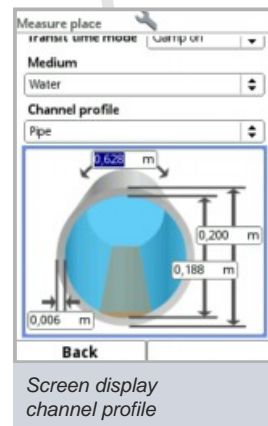 Measure place
Transit time mode Clamp on
Medium
Water
Channel profile
Pipe
0,628 m
0,200 m
0,188 m
0,006 m
Back
Screen display
channel profile